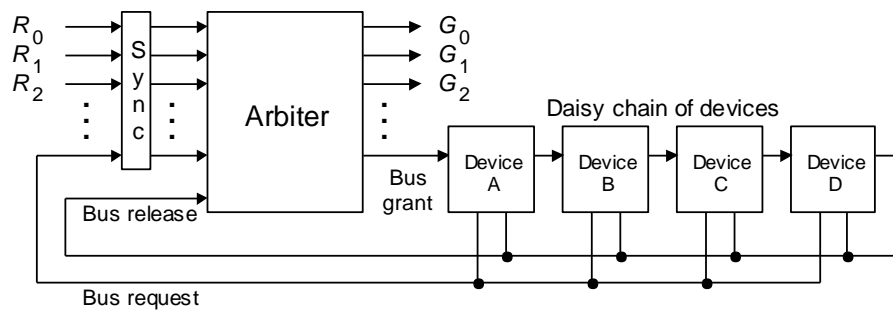 R0
R1
R2
Sync
Arbiter
G0
G1
G2
Daisy chain of devices
Device A
Device B
Device C
Device D
Bus grant
Bus release
Bus request